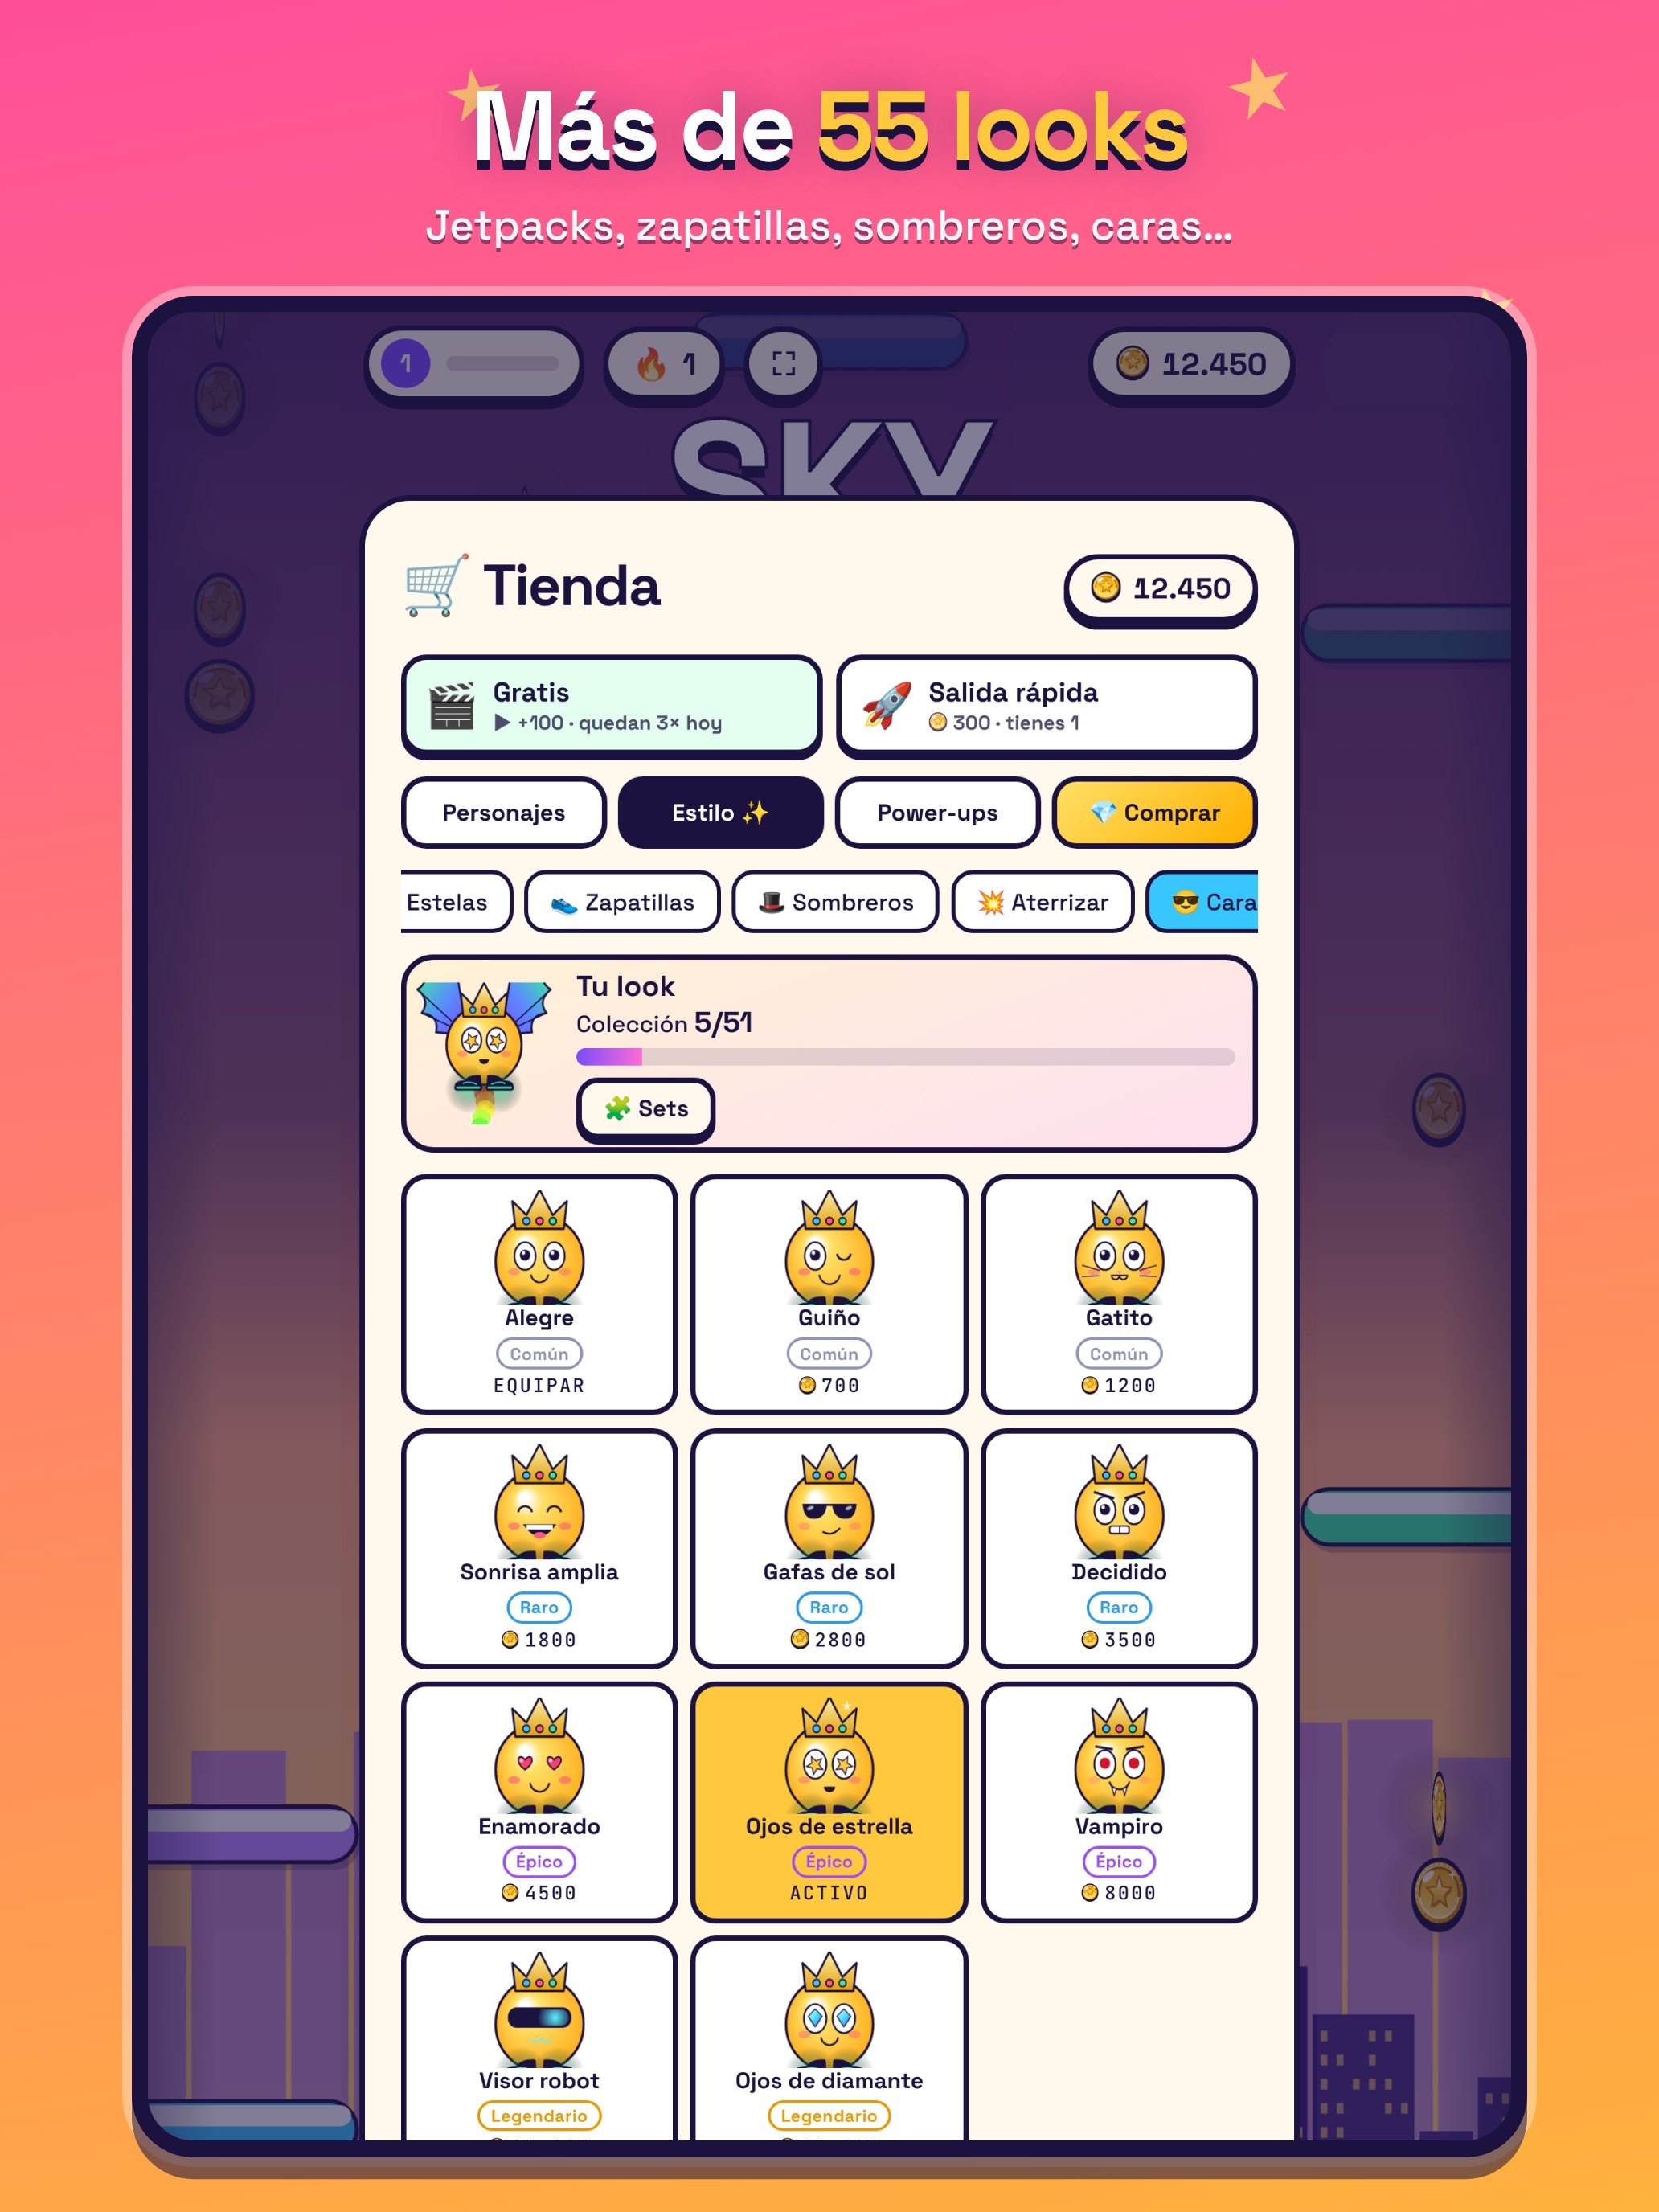 Más de 55 looks
Jetpacks, zapatillas, sombreros, caras...
1
🔥 1
12.450
SKY
🛒 Tienda
12.450
Gratis
▶ +100 · quedan 3× hoy
Salida rápida
300 · tienes 1
Personajes
Estilo ✨
Power-ups
💎 Comprar
Estelas
Zapatillas
Sombreros
Aterrizar
Cara
Tu look
Colección 5/51
Sets
Alegre
Común
EQUIPAR
Guiño
Común
700
Gatito
Común
1200
Sonrisa amplia
Raro
1800
Gafas de sol
Raro
2800
Decidido
Raro
3500
Enamorado
Épico
4500
Ojos de estrella
Épico
ACTIVO
Vampiro
Épico
8000
Visor robot
Legendario
Ojos de diamante
Legendario